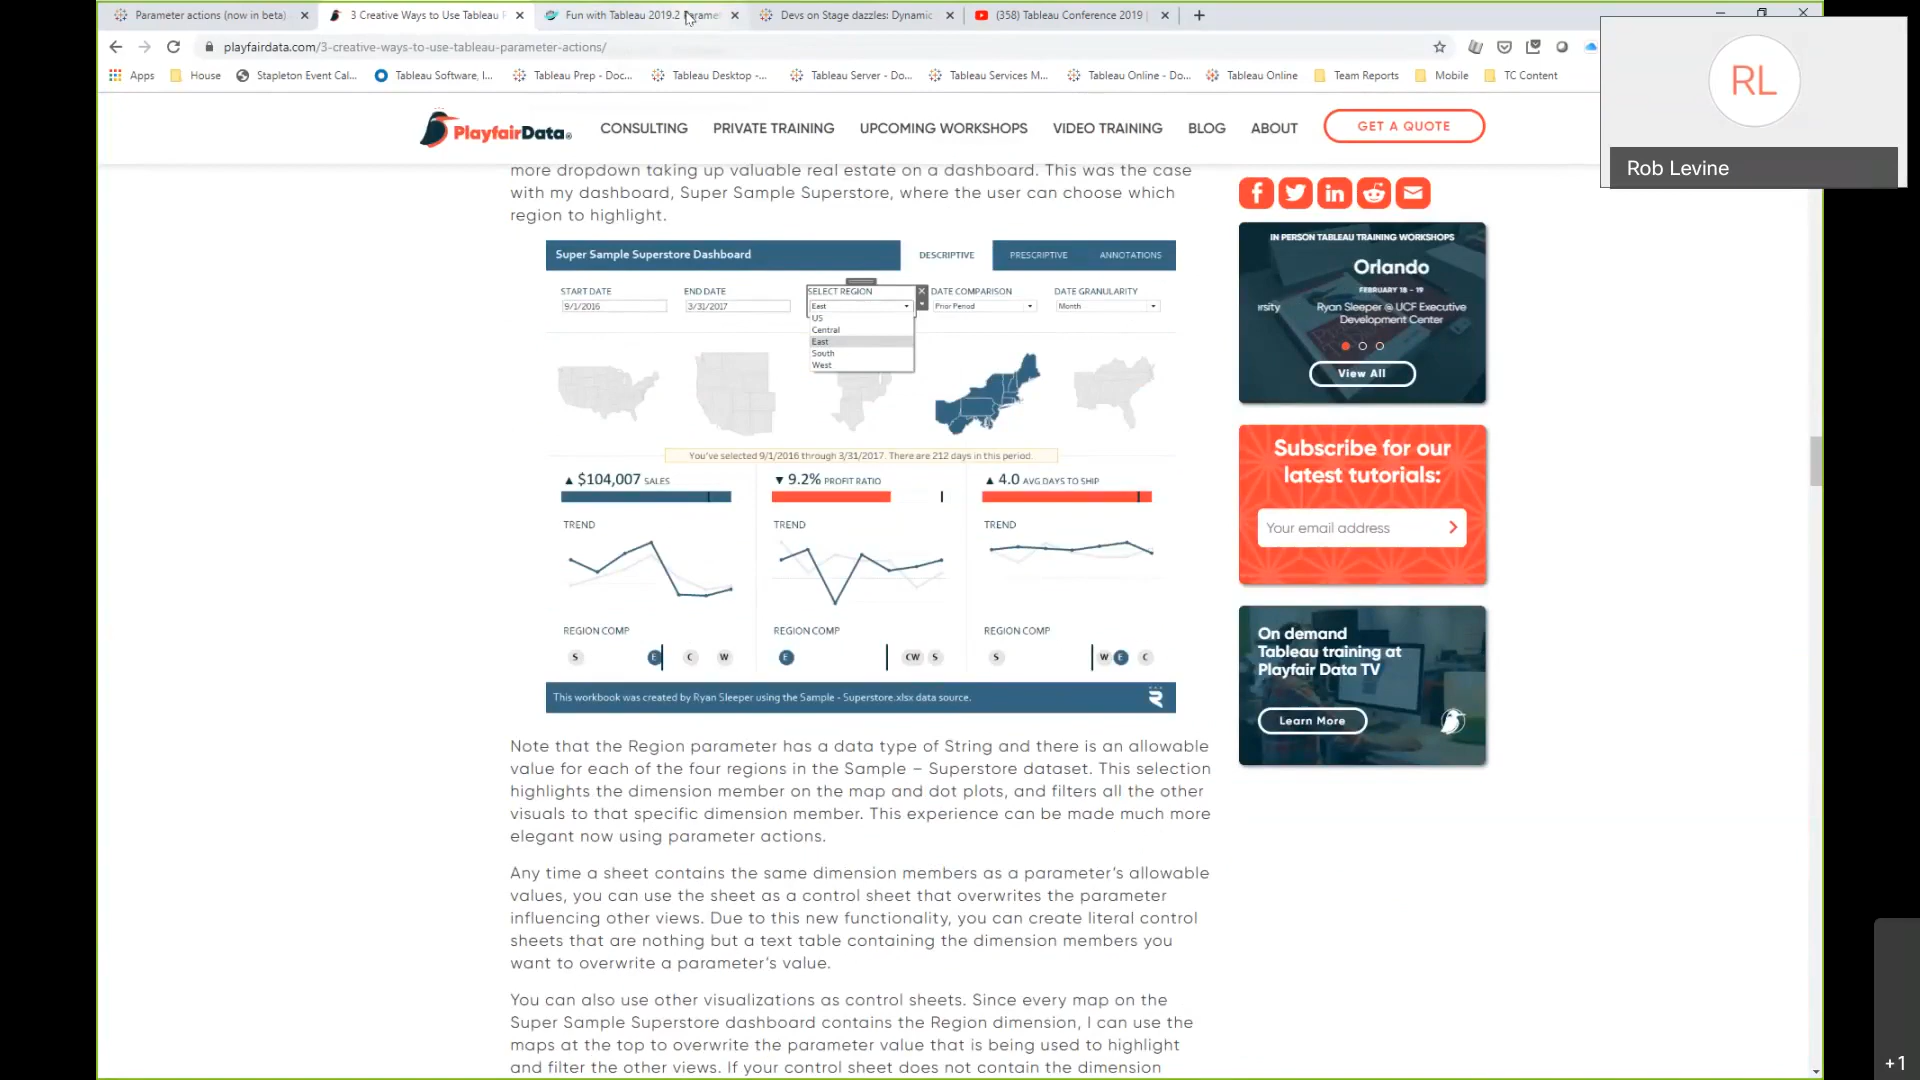 Parameter actions (now in beta)
3 Creative Ways to Use Tableau P
Fun with Tableau 2019.2 Paramet
Devs on Stage dazzles: Dynamic
(358) Tableau Conference 2019 |
playfairdata.com/3-creative-ways-to-use-tableau-parameter-actions/
Apps
House
Stapleton Event Cal...
Tableau Software, I...
Tableau Prep - Doc...
Tableau Desktop -...
Tableau Server - Do...
Tableau Services M...
Tableau Online - Do...
Tableau Online
Team Reports
Mobile
TC Content
RL
Rob Levine
PlayfairData®
CONSULTING
PRIVATE TRAINING
UPCOMING WORKSHOPS
VIDEO TRAINING
BLOG
ABOUT
GET A QUOTE
more dropdown taking up valuable real estate on a dashboard. This was the case
with my dashboard, Super Sample Superstore, where the user can choose which
region to highlight.
Super Sample Superstore Dashboard
DESCRIPTIVE
PRESCRIPTIVE
ANNOTATIONS
START DATE
END DATE
SELECT REGION
DATE COMPARISON
DATE GRANULARITY
9/1/2016
3/31/2017
East
Prior Period
Month
US
Central
East
South
West
You've selected 9/1/2016 through 3/31/2017. There are 212 days in this period.
▲ $104,007 SALES
▼ 9.2% PROFIT RATIO
▲ 4.0 AVG DAYS TO SHIP
TREND
TREND
TREND
REGION COMP
REGION COMP
REGION COMP
S E C W
E CW S
S W E C
This workbook was created by Ryan Sleeper using the Sample - Superstore.xlsx data source.
Note that the Region parameter has a data type of String and there is an allowable
value for each of the four regions in the Sample – Superstore dataset. This selection
highlights the dimension member on the map and dot plots, and filters all the other
visuals to that specific dimension member. This experience can be made much more
elegant now using parameter actions.
Any time a sheet contains the same dimension members as a parameter's allowable
values, you can use the sheet as a control sheet that overwrites the parameter
influencing other views. Due to this new functionality, you can create literal control
sheets that are nothing but a text table containing the dimension members you
want to overwrite a parameter's value.
You can also use other visualizations as control sheets. Since every map on the
Super Sample Superstore dashboard contains the Region dimension, I can use the
maps at the top to overwrite the parameter value that is being used to highlight
and filter the other views. If your control sheet does not contain the dimension
IN PERSON TABLEAU TRAINING WORKSHOPS
Orlando
FEBRUARY 18 - 19
rsity
Ryan Sleeper @ UCF Executive
Development Center
View All
Subscribe for our
latest tutorials:
Your email address
On demand
Tableau training at
Playfair Data TV
Learn More
+1